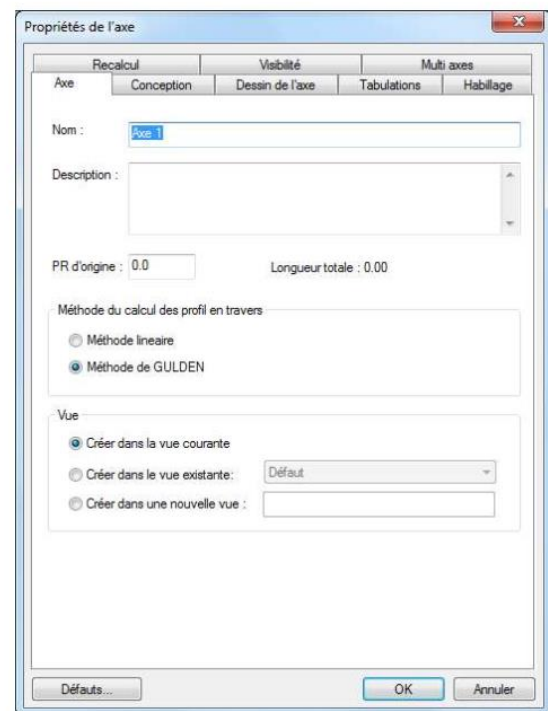 Propriétés de l'axe
Recalcul Visibilité Multi axes
Axe Conception Dessin de l'axe Tabulations Habillage
Nom : Axe 1
Description :
PR d'origine : 0.0 Longueur totale : 0.00
Méthode du calcul des profil en travers
Méthode lineaire
Méthode de GULDEN
Vue
Créer dans la vue courante
Créer dans le vue existante: Défaut
Créer dans une nouvelle vue :
Défauts... OK Annuler